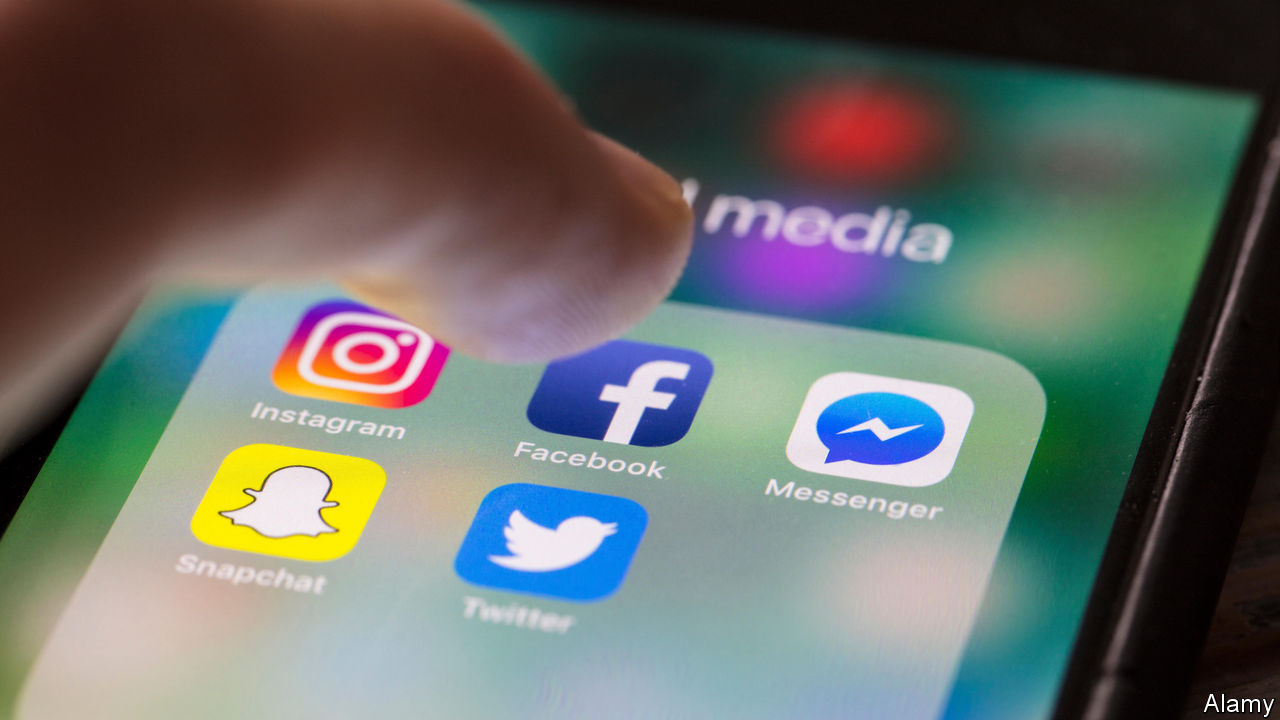 media
Instagram
Facebook
Messenger
Snapchat
Twitter
Alamy